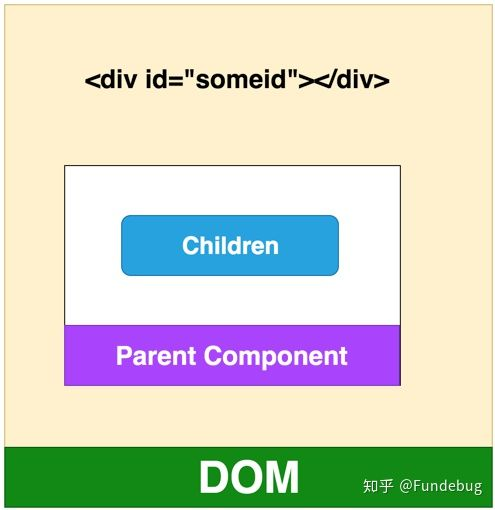 <div id="someid"></div>
Children
Parent Component
DOM
知乎 @Fundebug